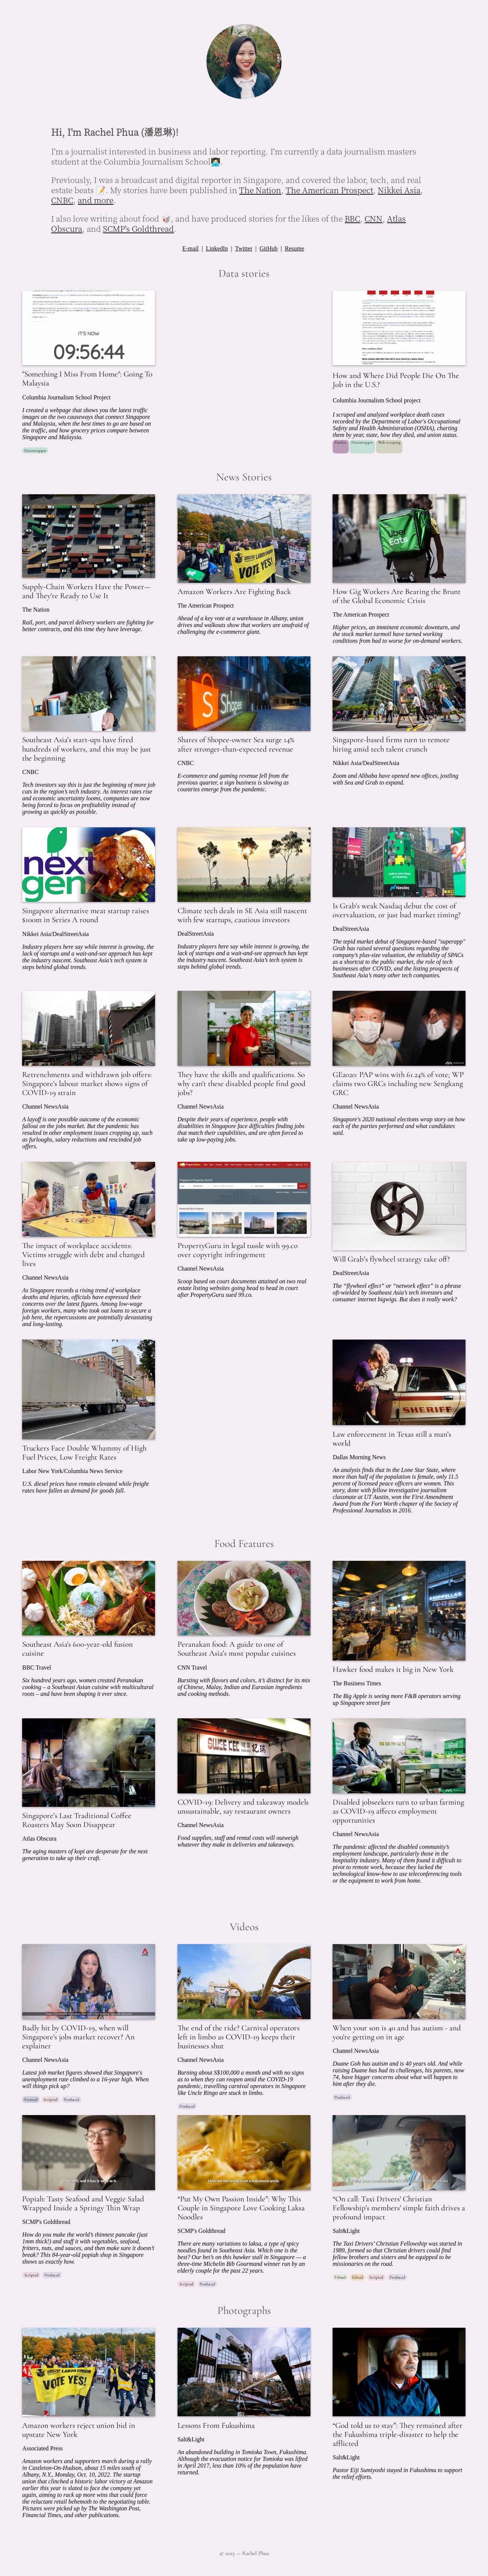 Hi, I'm Rachel Phua (潘恩琳)!
I'm a journalist interested in business and labor reporting. I'm currently a data journalism masters
student at the Columbia Journalism School👩🏻‍💻
Previously, I was a broadcast and digital reporter in Singapore, and covered the labor, tech, and real
estate beats 📝. My stories have been published in The Nation, The American Prospect, Nikkei Asia,
CNBC, and more.
I also love writing about food 🥡, and have produced stories for the likes of the BBC, CNN, Atlas
Obscura, and SCMP's Goldthread.
E-mail | LinkedIn | Twitter | GitHub | Resume
Data stories
IT'S NOW
09:56:44
"Something I Miss From Home": Going To
Malaysia
Columbia Journalism School Project
I created a webpage that shows you the latest traffic
images on the two causeways between Singapore
and Malaysia, when the best times to go are based on
the traffic, and how grocery prices compare between
Singapore and Malaysia.
Datawrapper
How and Where Did People Die On The
Job in the U.S.?
Columbia Journalism School project
I scraped and analyzed workplace death cases
recorded by the Department of Labor's Occupational
Safety and Health Administration (OSHA), charting
them by year, state, how they died, and union status.
Pandas Datawrapper Web scraping
News Stories
Supply-Chain Workers Have the Power—
and They're Ready to Use It
The Nation
Rail, port, and parcel delivery workers are fighting for
better contracts, and this time they have leverage.
VOTE YES!
Amazon Workers Are Fighting Back
The American Prospect
Ahead of a key vote at a warehouse in Albany, union
drives and walkouts show that workers are unafraid of
challenging the e-commerce giant.
Uber
Eats
How Gig Workers Are Bearing the Brunt
of the Global Economic Crisis
The American Prospect
Higher prices, an imminent economic downturn, and
the stock market turmoil have turned working
conditions from bad to worse for on-demand workers.
Southeast Asia's start-ups have fired
hundreds of workers, and this may be just
the beginning
CNBC
Tech investors say this is just the beginning of more job
cuts in the region's tech industry. As interest rates rise
and economic uncertainty looms, companies are now
being forced to focus on profitability instead of
growing as quickly as possible.
Shopee
Shares of Shopee-owner Sea surge 14%
after stronger-than-expected revenue
CNBC
E-commerce and gaming revenue fell from the
previous quarter, a sign business is slowing as
countries emerge from the pandemic.
Singapore-based firms turn to remote
hiring amid tech talent crunch
Nikkei Asia/DealStreetAsia
Zoom and Alibaba have opened new offices, jostling
with Sea and Grab to expand.
next
gen
Singapore alternative meat startup raises
$100m in Series A round
Nikkei Asia/DealStreetAsia
Industry players here say while interest is growing, the
lack of startups and a wait-and-see approach has kept
the industry nascent. Southeast Asia's tech system is
steps behind global trends.
Climate tech deals in SE Asia still nascent
with few startups, cautious investors
DealStreetAsia
Industry players here say while interest is growing, the
lack of startups and a wait-and-see approach has kept
the industry nascent. Southeast Asia's tech system is
steps behind global trends.
Is Grab's weak Nasdaq debut the cost of
overvaluation, or just bad market timing?
DealStreetAsia
The tepid market debut of Singapore-based "superapp"
Grab has raised several questions regarding the
company's plus-size valuation, the reliability of SPACs
as a shortcut to the public market, the role of tech
businesses after COVID, and the listing prospects of
Southeast Asia's many other tech companies.
Retrenchments and withdrawn job offers:
Singapore's labour market shows signs of
COVID-19 strain
Channel NewsAsia
A layoff is one possible outcome of the economic
fallout on the jobs market. But the pandemic has
resulted in other employment issues cropping up, such
as furloughs, salary reductions and rescinded job
offers.
They have the skills and qualifications. So
why can't these disabled people find good
jobs?
Channel NewsAsia
Despite their years of experience, people with
disabilities in Singapore face difficulties finding jobs
that match their capabilities, and are often forced to
take up low-paying jobs.
GE2020: PAP wins with 61.24% of vote; WP
claims two GRCs including new Sengkang
GRC
Channel NewsAsia
Singapore's 2020 national elections wrap story on how
each of the parties performed and what candidates
said.
The impact of workplace accidents:
Victims struggle with debt and changed
lives
Channel NewsAsia
As Singapore records a rising trend of workplace
deaths and injuries, officials have expressed their
concerns over the latest figures. Among low-wage
foreign workers, many who took out loans to secure a
job here, the repercussions are potentially devastating
and long-lasting.
PropertyGuru in legal tussle with 99.co
over copyright infringement
Channel NewsAsia
Scoop based on court documents attained on two real
estate listing websites going head to head in court
after PropertyGuru sued 99.co.
Will Grab's flywheel strategy take off?
DealStreetAsia
The “flywheel effect” or “network effect” is a phrase
oft-wielded by Southeast Asia's tech investors and
consumer internet bigwigs. But does it really work?
Truckers Face Double Whammy of High
Fuel Prices, Low Freight Rates
Labor New York/Columbia News Service
U.S. diesel prices have remain elevated while freight
rates have fallen as demand for goods fall.
SHERIFF
Law enforcement in Texas still a man's
world
Dallas Morning News
An analysis finds that in the Lone Star State, where
more than half of the population is female, only 11.5
percent of licensed peace officers are women. This
story, done with fellow investigative journalism
classmate at UT Austin, won the First Amendment
Award from the Fort Worth chapter of the Society of
Professional Journalists in 2016.
Food Features
Southeast Asia's 600-year-old fusion
cuisine
BBC Travel
Six hundred years ago, women created Peranakan
cooking – a Southeast Asian cuisine with multicultural
roots – and have been shaping it ever since.
Peranakan food: A guide to one of
Southeast Asia's most popular cuisines
CNN Travel
Bursting with flavors and colors, it's distinct for its mix
of Chinese, Malay, Indian and Eurasian ingredients
and cooking methods.
Hawker food makes it big in New York
The Business Times
The Big Apple is seeing more F&B operators serving
up Singapore street fare
Singapore's Last Traditional Coffee
Roasters May Soon Disappear
Atlas Obscura
The aging masters of kopi are desperate for the next
generation to take up their craft.
GUAEE KEE
COVID-19: Delivery and takeaway models
unsustainable, say restaurant owners
Channel NewsAsia
Food supplies, staff and rental costs will outweigh
whatever they make in deliveries and takeaways.
Disabled jobseekers turn to urban farming
as COVID-19 affects employment
opportunities
Channel NewsAsia
The pandemic affected the disabled community's
employment landscape, particularly those in the
hospitality industry. Many of them found it difficult to
pivot to remote work, because they lacked the
technological know-how to use teleconferencing tools
or the equipment to work from home.
Videos
Badly hit by COVID-19, when will
Singapore's jobs market recover? An
explainer
Channel NewsAsia
Latest job market figures showed that Singapore's
unemployment rate climbed to a 16-year high. When
will things pick up?
Scripted Produced
The end of the ride? Carnival operators
left in limbo as COVID-19 keeps their
businesses shut
Channel NewsAsia
Burning about S$100,000 a month and with no signs
as to when they can reopen amid the COVID-19
pandemic, travelling carnival operators in Singapore
like Uncle Ringo are stuck in limbo.
Produced
When your son is 40 and has autism - and
you're getting on in age
Channel NewsAsia
Duane Goh has autism and is 40 years old. And while
raising Duane has had its challenges, his parents, now
74, have bigger concerns about what will happen to
him after they die.
Produced
Popiah: Tasty Seafood and Veggie Salad
Wrapped Inside a Springy Thin Wrap
SCMP's Goldthread
How do you make the world's thinnest pancake (just
1mm thick!) and stuff it with vegetables, seafood,
fritters, nuts, and sauces, and then make sure it doesn't
break? This 84-year-old popiah shop in Singapore
shows us exactly how.
Scripted Produced
“Put My Own Passion Inside”: Why This
Couple in Singapore Love Cooking Laksa
Noodles
SCMP's Goldthread
There are many variations to laksa, a type of spicy
noodles found in Southeast Asia. Which one is the
best? Our bet's on this hawker stall in Singapore — a
three-time Michelin Bib Gourmand winner run by an
elderly couple for the past 22 years.
Scripted Produced
“On call: Taxi Drivers' Christian
Fellowship's members' simple faith drives a
profound impact
Salt&Light
The Taxi Drivers' Christian Fellowship was started in
1989, formed so that Christian drivers could find
fellow brothers and sisters and be equipped to be
missionaries on the road.
Filmed Edited Scripted Produced
Photographs
VOTE YES!
Amazon workers reject union bid in
upstate New York
Associated Press
Amazon workers and supporters march during a rally
in Castleton-On-Hudson, about 15 miles south of
Albany, N.Y., Monday, Oct. 10, 2022. The startup
union that clinched a historic labor victory at Amazon
earlier this year is slated to face the company yet
again, aiming to rack up more wins that could force
the reluctant retail behemoth to the negotiating table.
Pictures were picked up by The Washington Post,
Financial Times, and other publications.
Lessons From Fukushima
Salt&Light
An abandoned building in Tomioka Town, Fukushima.
Although the evacuation notice for Tomioka was lifted
in April 2017, less than 10% of the population have
returned.
“God told us to stay”: They remained after
the Fukushima triple-disaster to help the
afflicted
Salt&Light
Pastor Eiji Sumiyoshi stayed in Fukushima to support
the relief efforts.
© 2023 — Rachel Phua